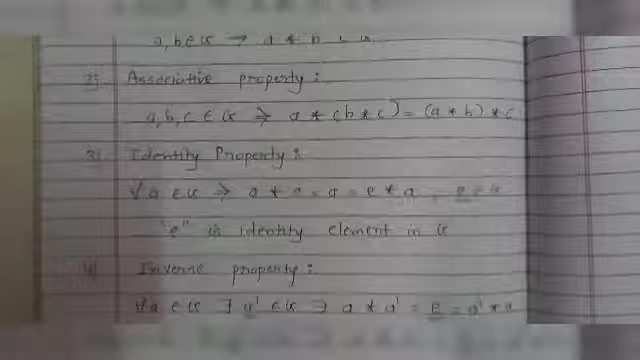 a, b ∈ G → a * b ∈ G
2) Associative property:
a, b, c ∈ G ⇒ a * (b * c) = (a * b) * c
3) Identity Property:
∀ a ∈ G ⇒ a * e = a = e * a, e ∈ G
"e" is identity element in G
4) Inverse property:
∀ a ∈ G ∃ a' ∈ G ∋ a * a' = e = a' * a